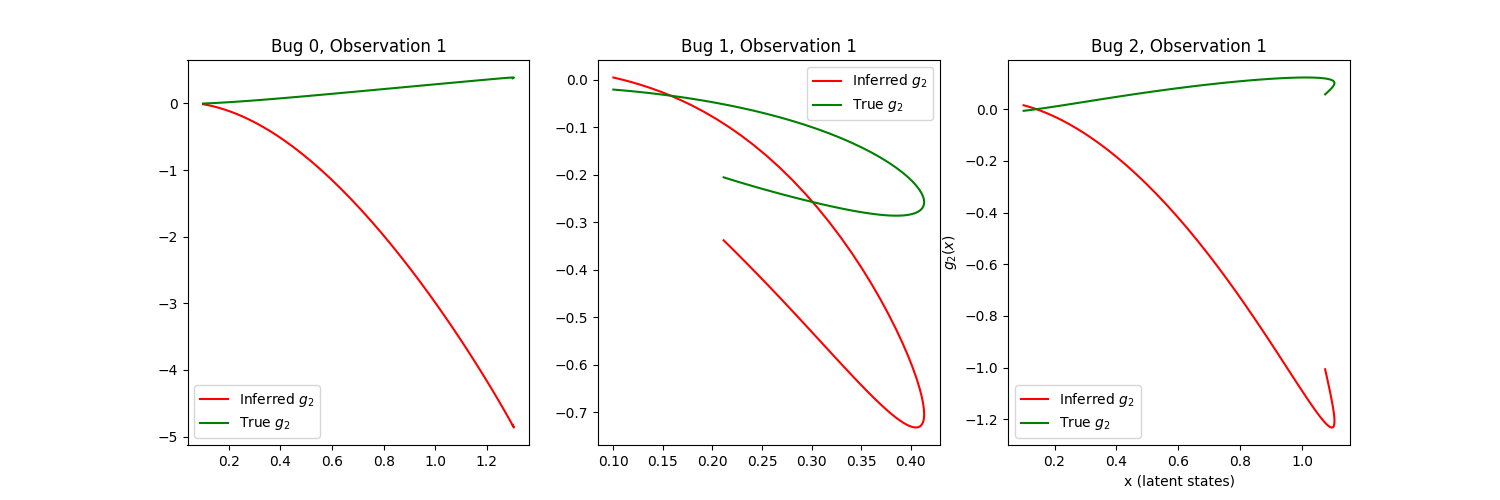 Bug 0, Observation 1
0
−1
−2
−3
−4
−5
0.2 0.4 0.6 0.8 1.0 1.2
Inferred g₂
True g₂
Bug 1, Observation 1
0.0
−0.1
−0.2
−0.3
−0.4
−0.5
−0.6
−0.7
0.10 0.15 0.20 0.25 0.30 0.35 0.40
Inferred g₂
True g₂
Bug 2, Observation 1
g₂(x)
0.0
−0.2
−0.4
−0.6
−0.8
−1.0
−1.2
0.2 0.4 0.6 0.8 1.0
x (latent states)
Inferred g₂
True g₂